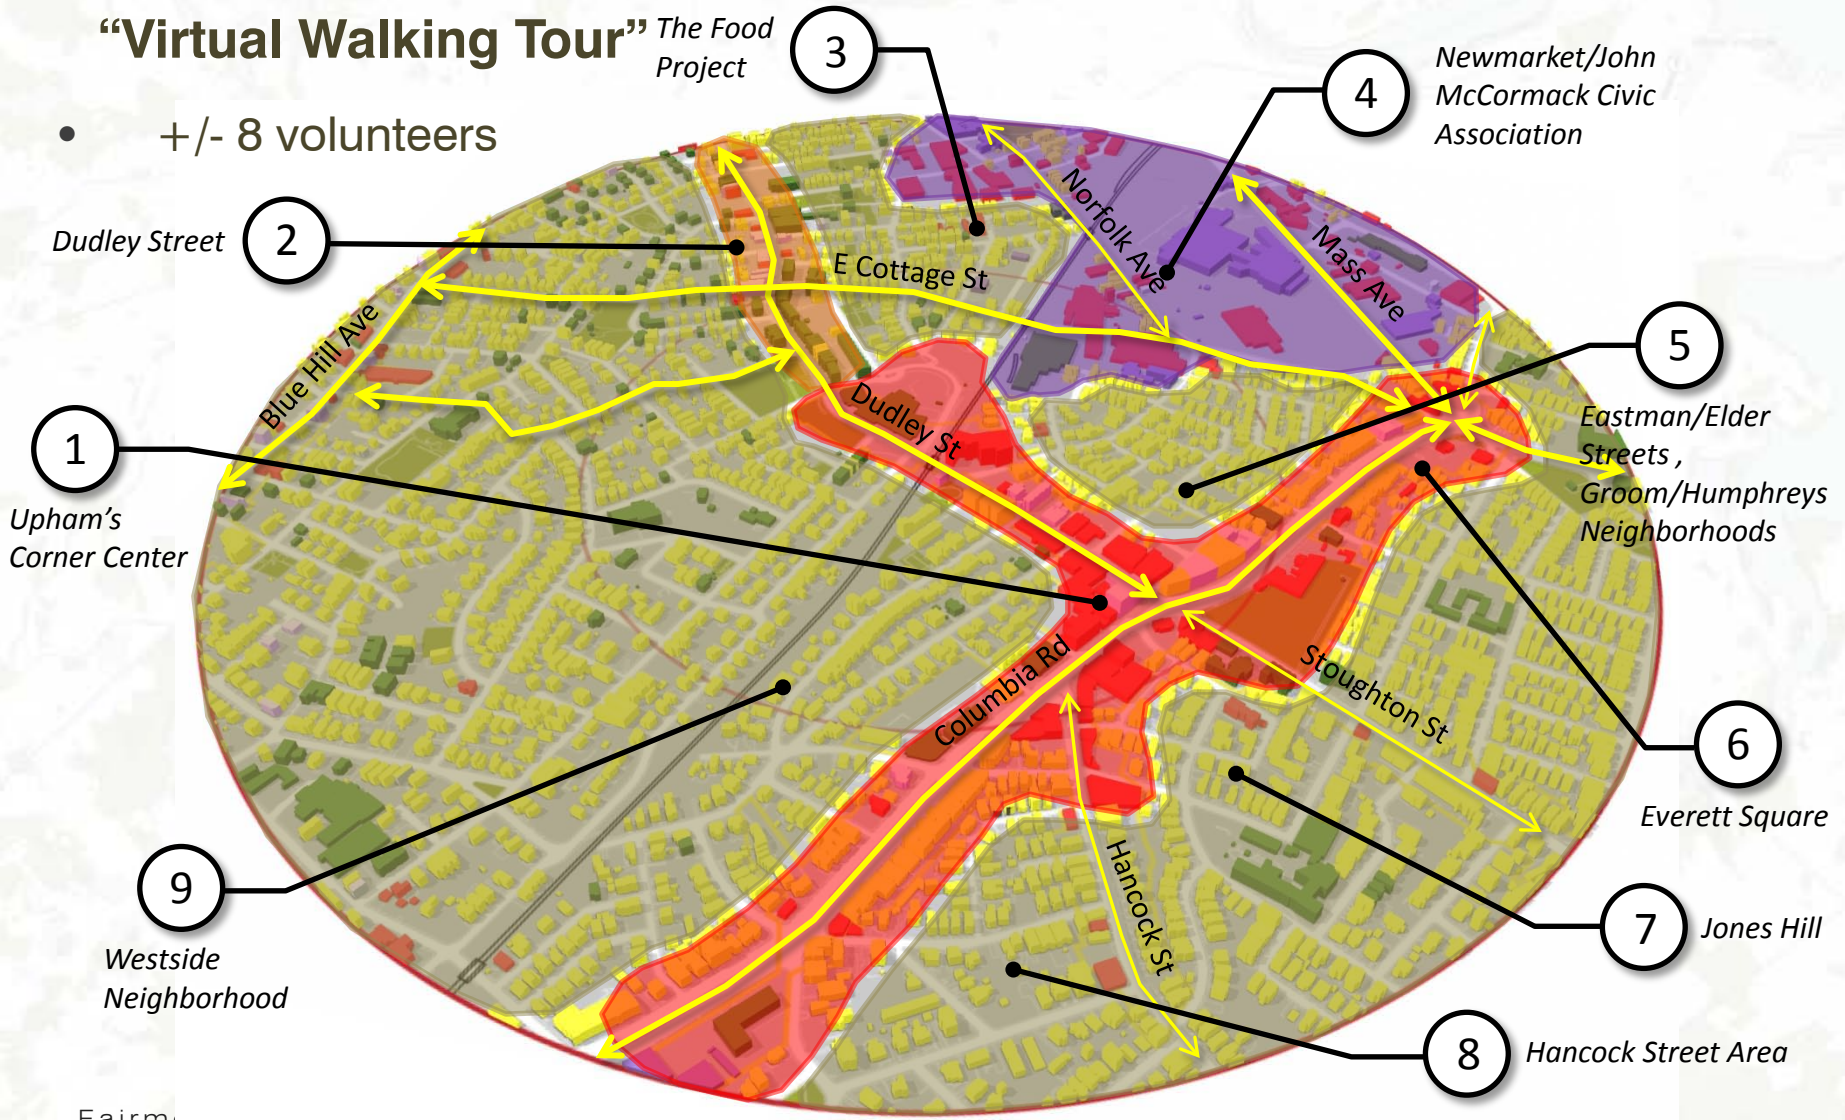 “Virtual Walking Tour”
• +/- 8 volunteers
The Food
Project
3
4
Newmarket/John
McCormack Civic
Association
Dudley Street
2
Norfolk Ave
Mass Ave
E Cottage St
Blue Hill Ave
5
Eastman/Elder
Streets ,
Groom/Humphreys
Neighborhoods
Dudley St
1
Upham’s
Corner Center
Columbia Rd
Stoughton St
6
Everett Square
9
Westside
Neighborhood
Hancock St
7
Jones Hill
8
Hancock Street Area